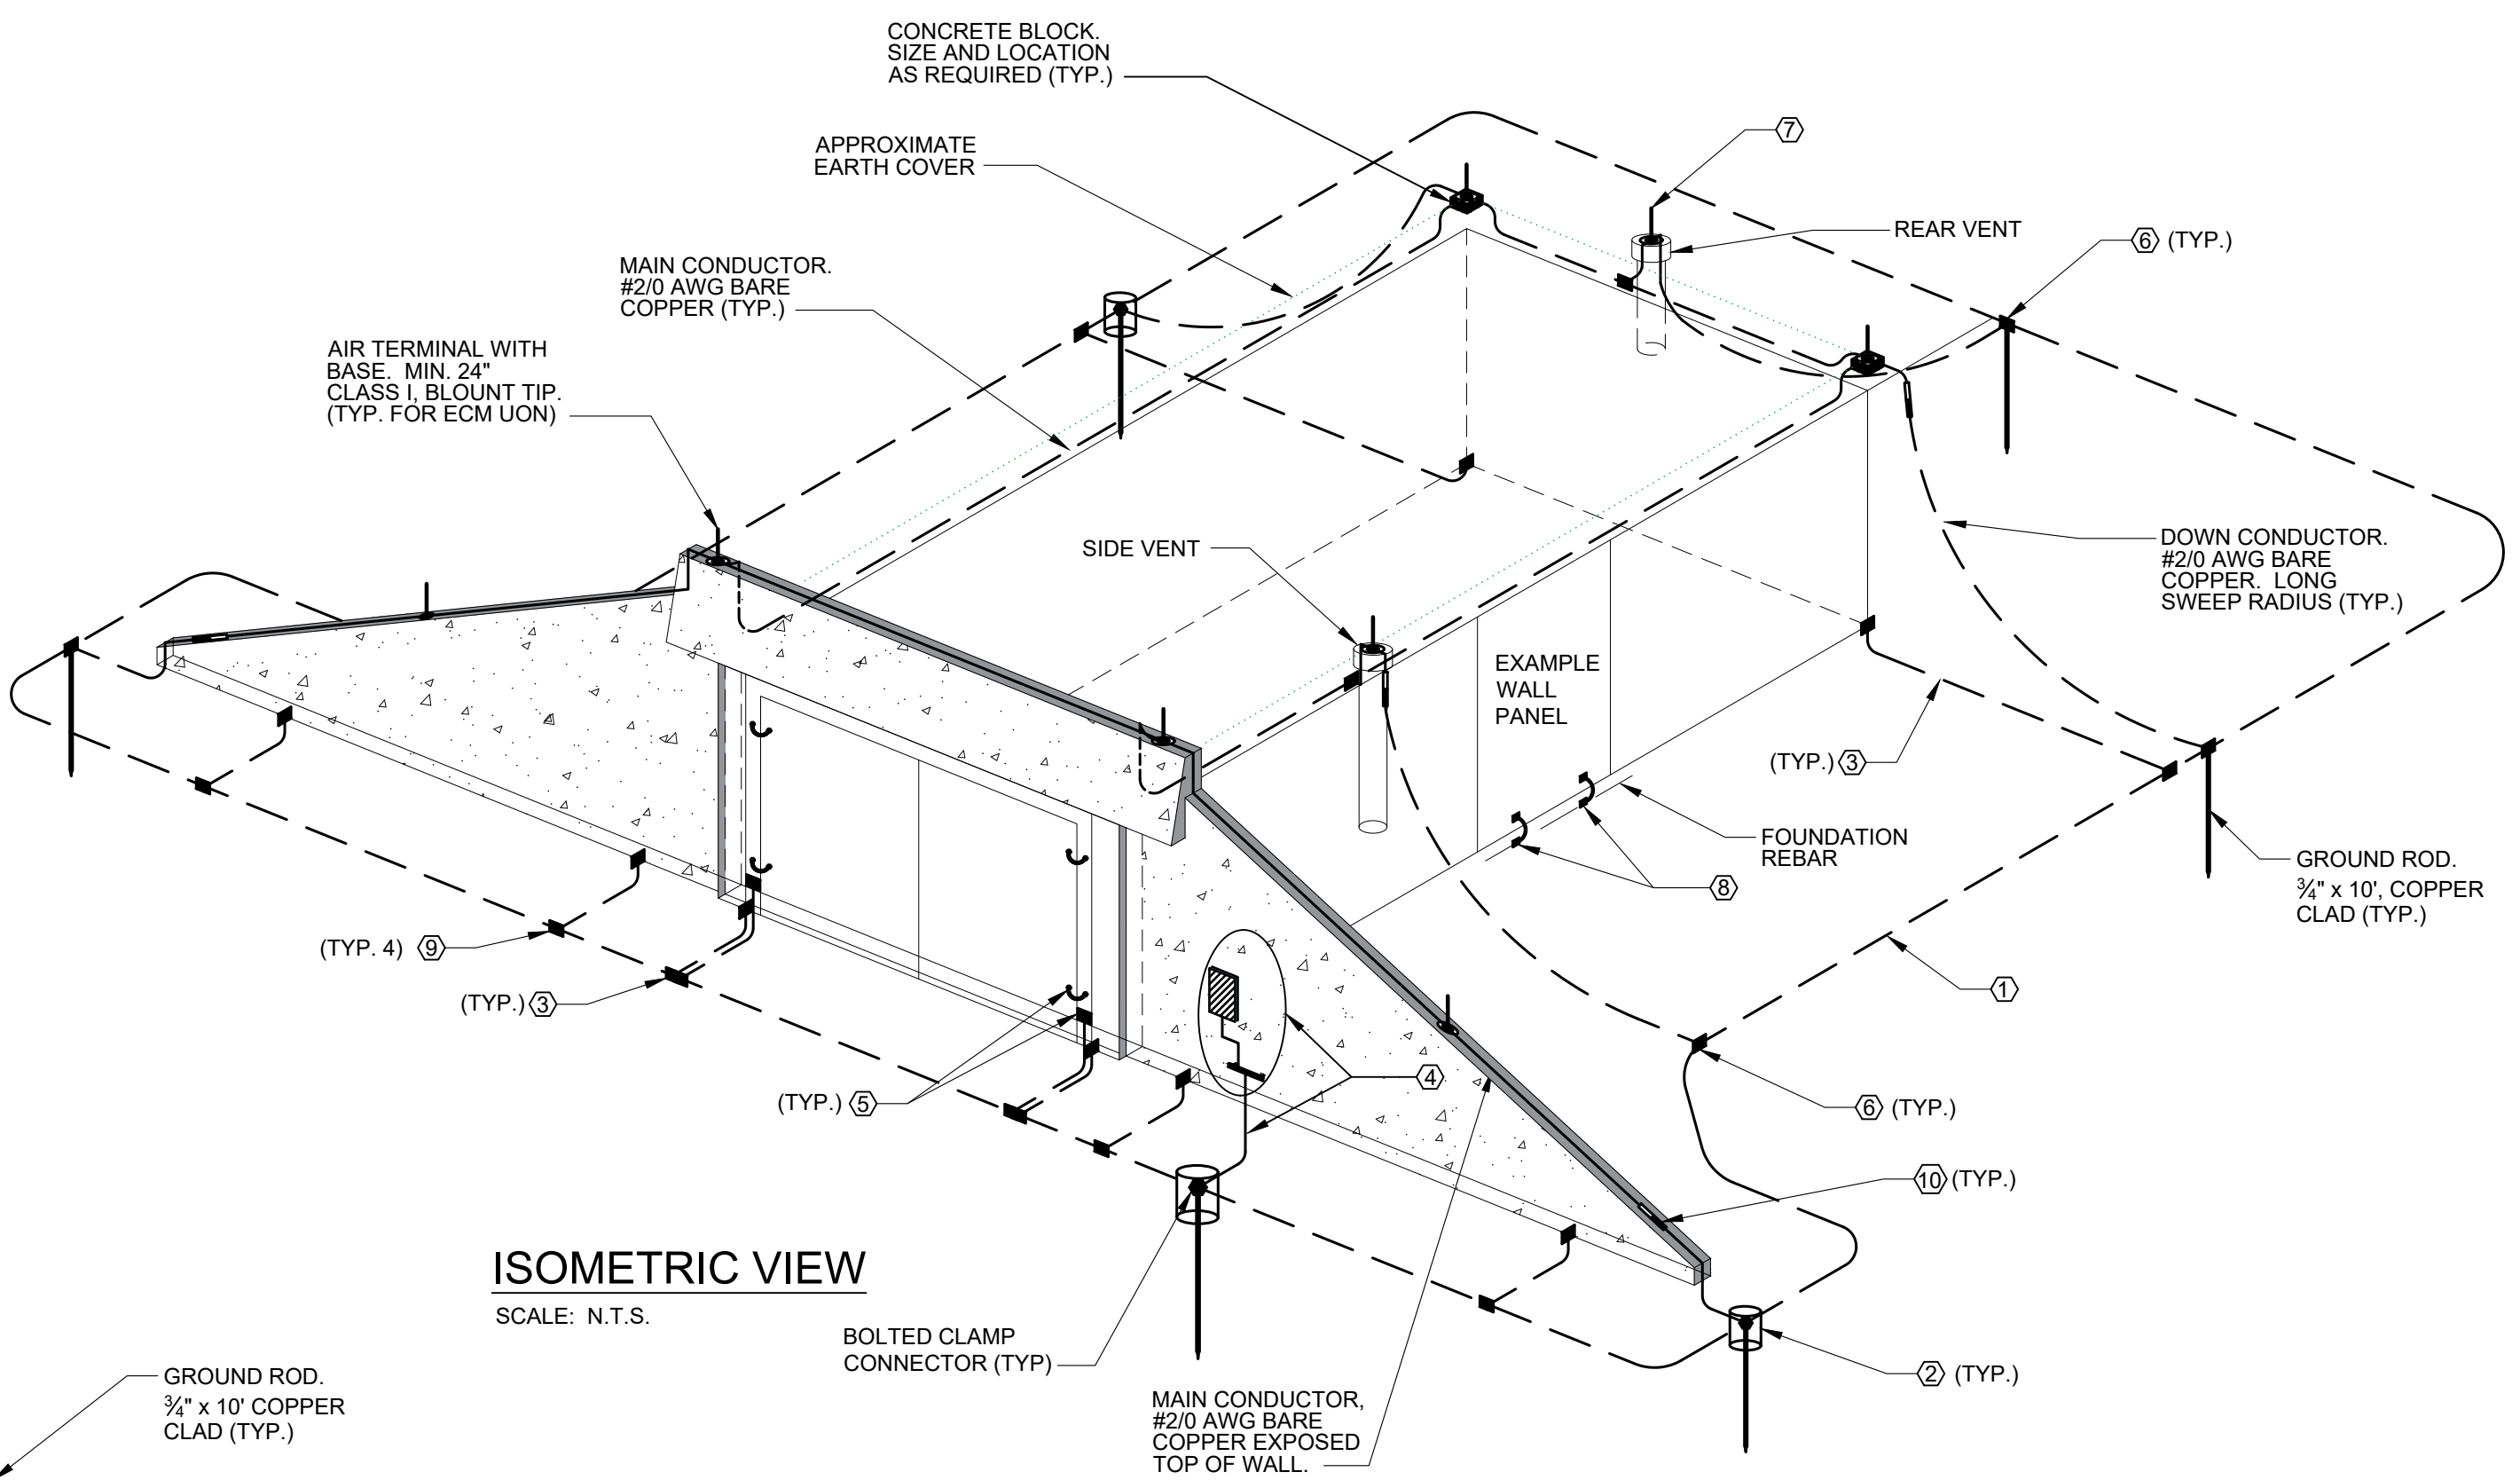 CONCRETE BLOCK.
SIZE AND LOCATION
AS REQUIRED (TYP.)
APPROXIMATE
EARTH COVER
7
REAR VENT
6 (TYP.)
MAIN CONDUCTOR.
#2/0 AWG BARE
COPPER (TYP.)
AIR TERMINAL WITH
BASE. MIN. 24"
CLASS I, BLOUNT TIP.
(TYP. FOR ECM UON)
SIDE VENT
DOWN CONDUCTOR.
#2/0 AWG BARE
COPPER. LONG
SWEEP RADIUS (TYP.)
EXAMPLE
WALL
PANEL
(TYP.) 3
FOUNDATION
REBAR
8
GROUND ROD.
¾" x 10', COPPER
CLAD (TYP.)
(TYP. 4) 9
(TYP.) 3
1
4
(TYP.) 5
6 (TYP.)
10 (TYP.)
ISOMETRIC VIEW
SCALE: N.T.S.
BOLTED CLAMP
CONNECTOR (TYP)
2 (TYP.)
GROUND ROD.
¾" x 10' COPPER
CLAD (TYP.)
MAIN CONDUCTOR,
#2/0 AWG BARE
COPPER EXPOSED
TOP OF WALL.